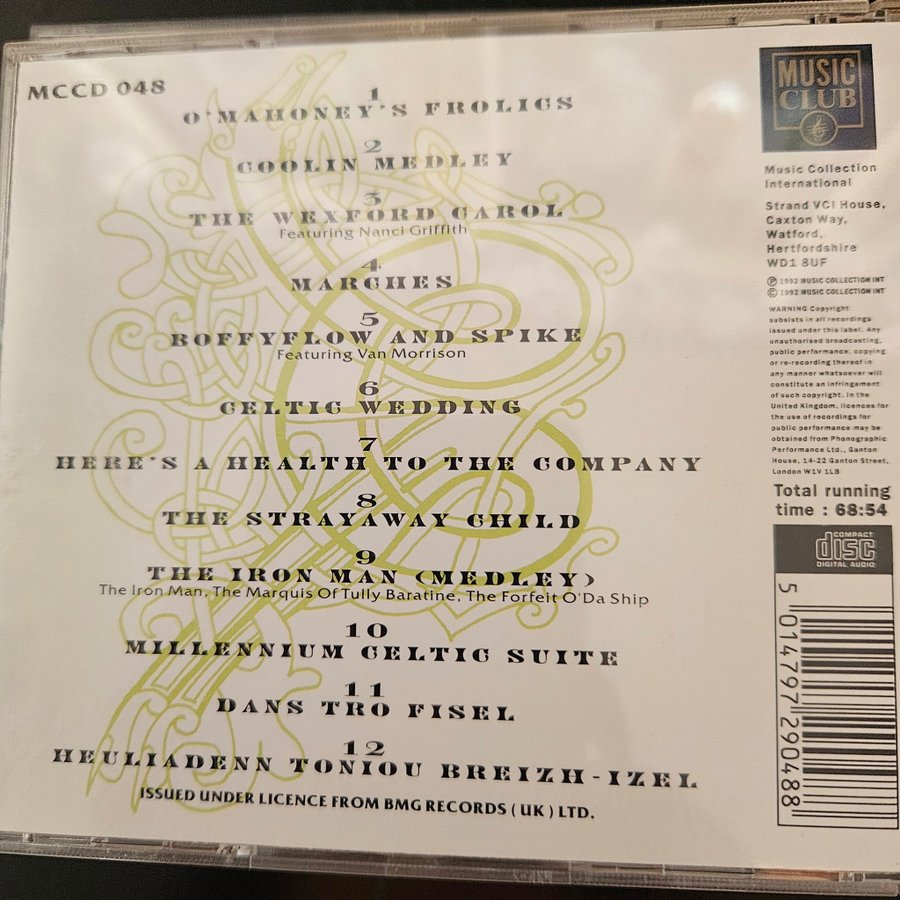 MCCD 048
1
O'MAHONEY'S FROLICS
2
COOLIN MEDLEY
3
THE WEXFORD CAROL
Featuring Nanci Griffith
4
MARCHES
5
BOFFYFLOW AND SPIKE
Featuring Van Morrison
6
CELTIC WEDDING
7
HERE'S A HEALTH TO THE COMPANY
8
THE STRAYAWAY CHILD
9
THE IRON MAN (MEDLEY)
The Iron Man, The Marquis Of Tully Baratine, The Forfeit O'Da Ship
10
MILLENNIUM CELTIC SUITE
11
DANS TRO FISEL
12
HEULIADENN TONIOU BREIZH-IZEL
ISSUED UNDER LICENCE FROM BMG RECORDS (UK) LTD.
MUSIC
CLUB
Music Collection
International
Strand VCI House,
Caxton Way,
Watford,
Hertfordshire
WD1 8UF
℗ 1992 MUSIC COLLECTION INT
© 1992 MUSIC COLLECTION INT
WARNING Copyright
subsists in all recordings
issued under this label. Any
unauthorised broadcasting,
public performance, copying
or re-recording thereof in
any manner whatsoever will
constitute an infringement
of such copyright. In the
United Kingdom, licences for
the use of recordings for
public performance may be
obtained from Phonographic
Performance Ltd., Ganton
House, 14-22 Ganton Street,
London W1V 1LB
Total running
time : 68:54
COMPACT
disc
DIGITAL AUDIO
5 014797 290488